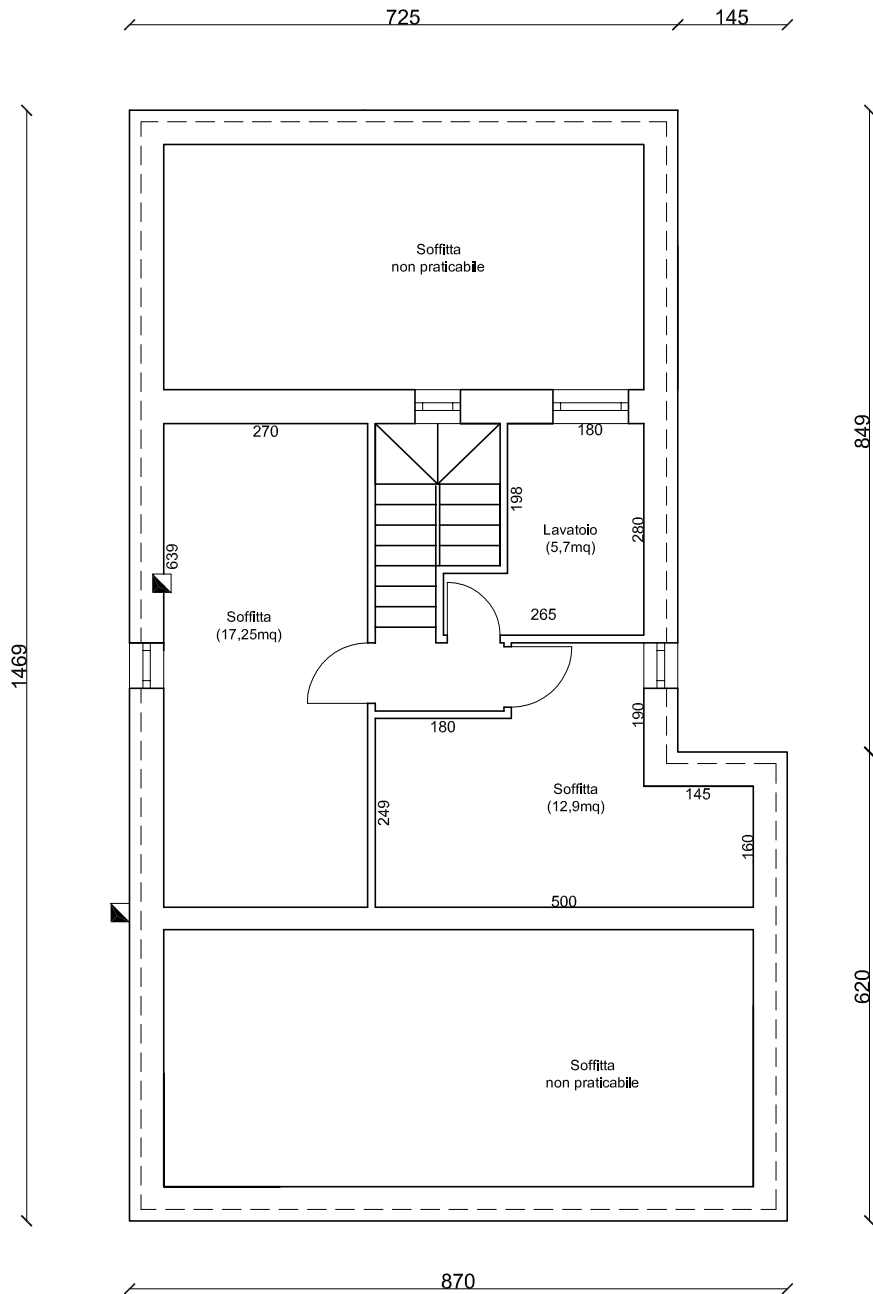 725
145
Soffitta
non praticabile
270
180
849
198
280
Lavatoio
(5,7mq)
639
Soffitta
(17,25mq)
265
1469
190
180
Soffitta
(12,9mq)
145
249
160
500
620
Soffitta
non praticabile
870